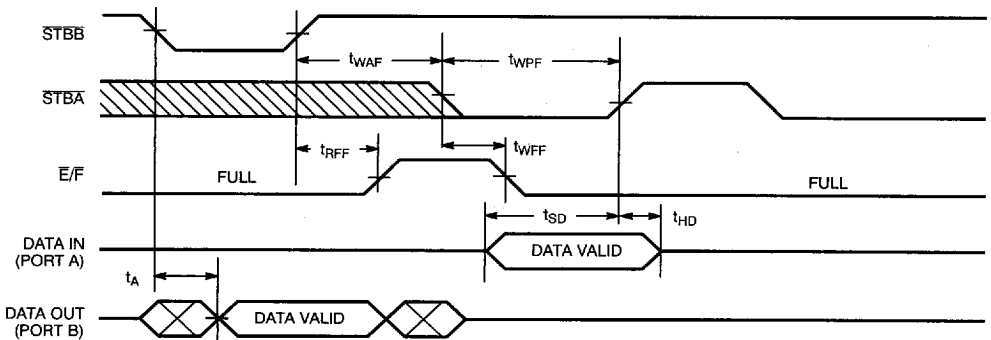 STBB
tWAF
tWPF
STBA
tRFF
tWFF
E/F
FULL
FULL
tSD
tHD
DATA IN
(PORT A)
DATA VALID
tA
DATA OUT
(PORT B)
DATA VALID